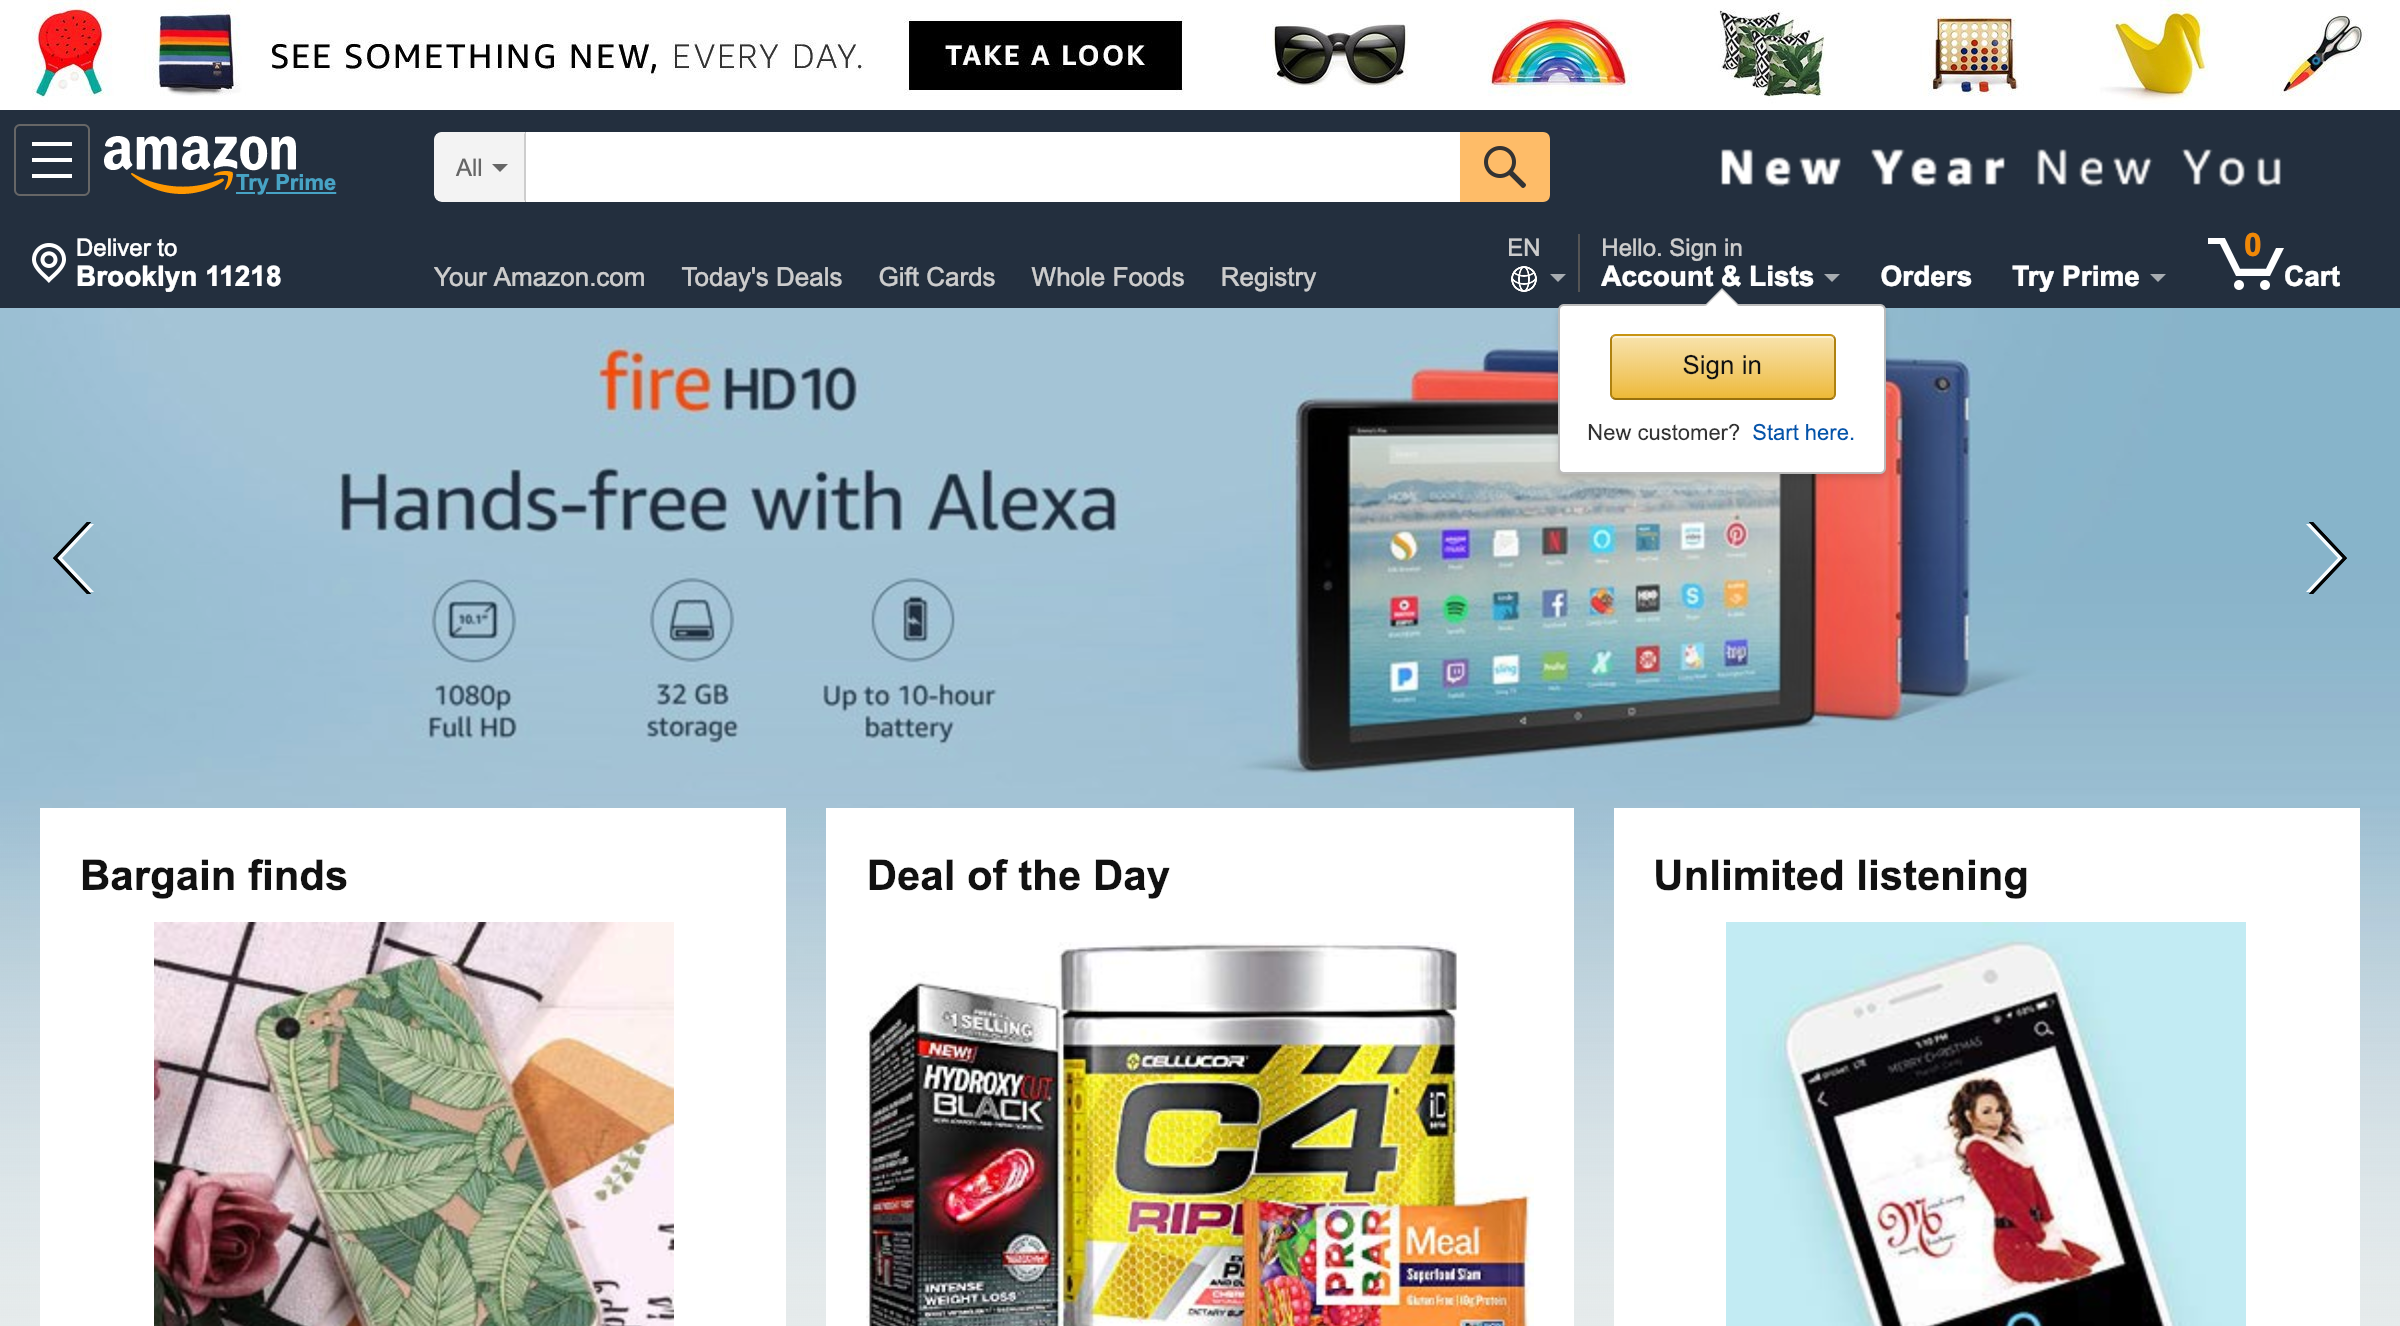 SEE SOMETHING NEW, EVERY DAY.
TAKE A LOOK
amazon
Try Prime
All
New Year New You
Deliver to
Brooklyn 11218
Your Amazon.com
Today's Deals
Gift Cards
Whole Foods
Registry
EN
Hello. Sign in
Account & Lists
Orders
Try Prime
0
Cart
Sign in
New customer? Start here.
fire HD10
Hands-free with Alexa
10.1"
1080p
Full HD
32 GB
storage
Up to 10-hour
battery
Bargain finds
Deal of the Day
Unlimited listening
#1 SELLING
NEW!
HYDROXYCUT
BLACK
INTENSE
WEIGHT LOSS
CELLUCOR
C4
iD
PRO
BAR
Meal
Superfood Slam
MERRY CHRISTMAS